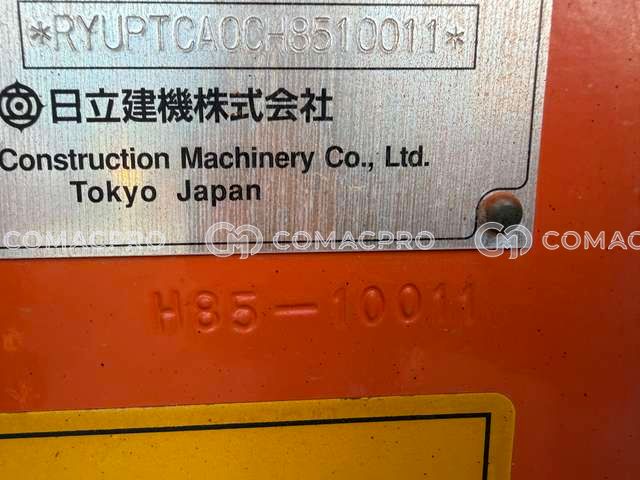 *RYUPTCA0CH8510011*
日立建機株式会社
Construction Machinery Co., Ltd.
Tokyo Japan
COMACPRO COMACPRO COMAC
H85-10011